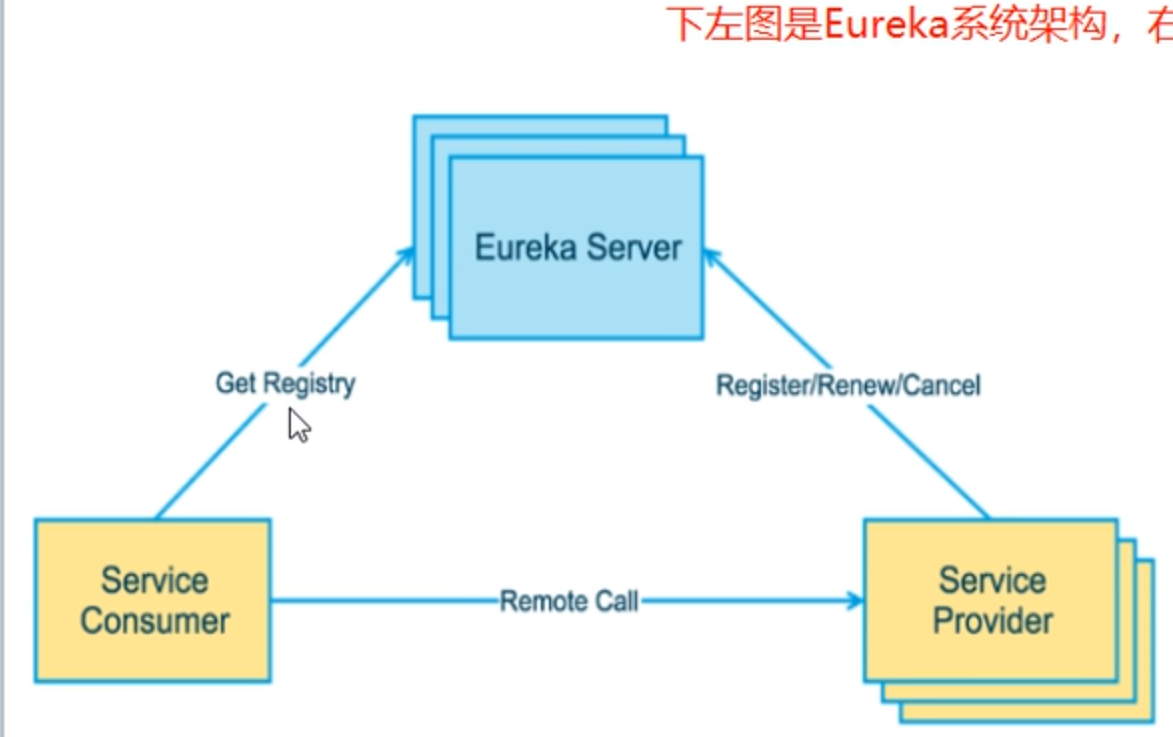 下左图是Eureka系统架构，右
Eureka Server
Get Registry
Register/Renew/Cancel
Service
Consumer
Remote Call
Service
Provider